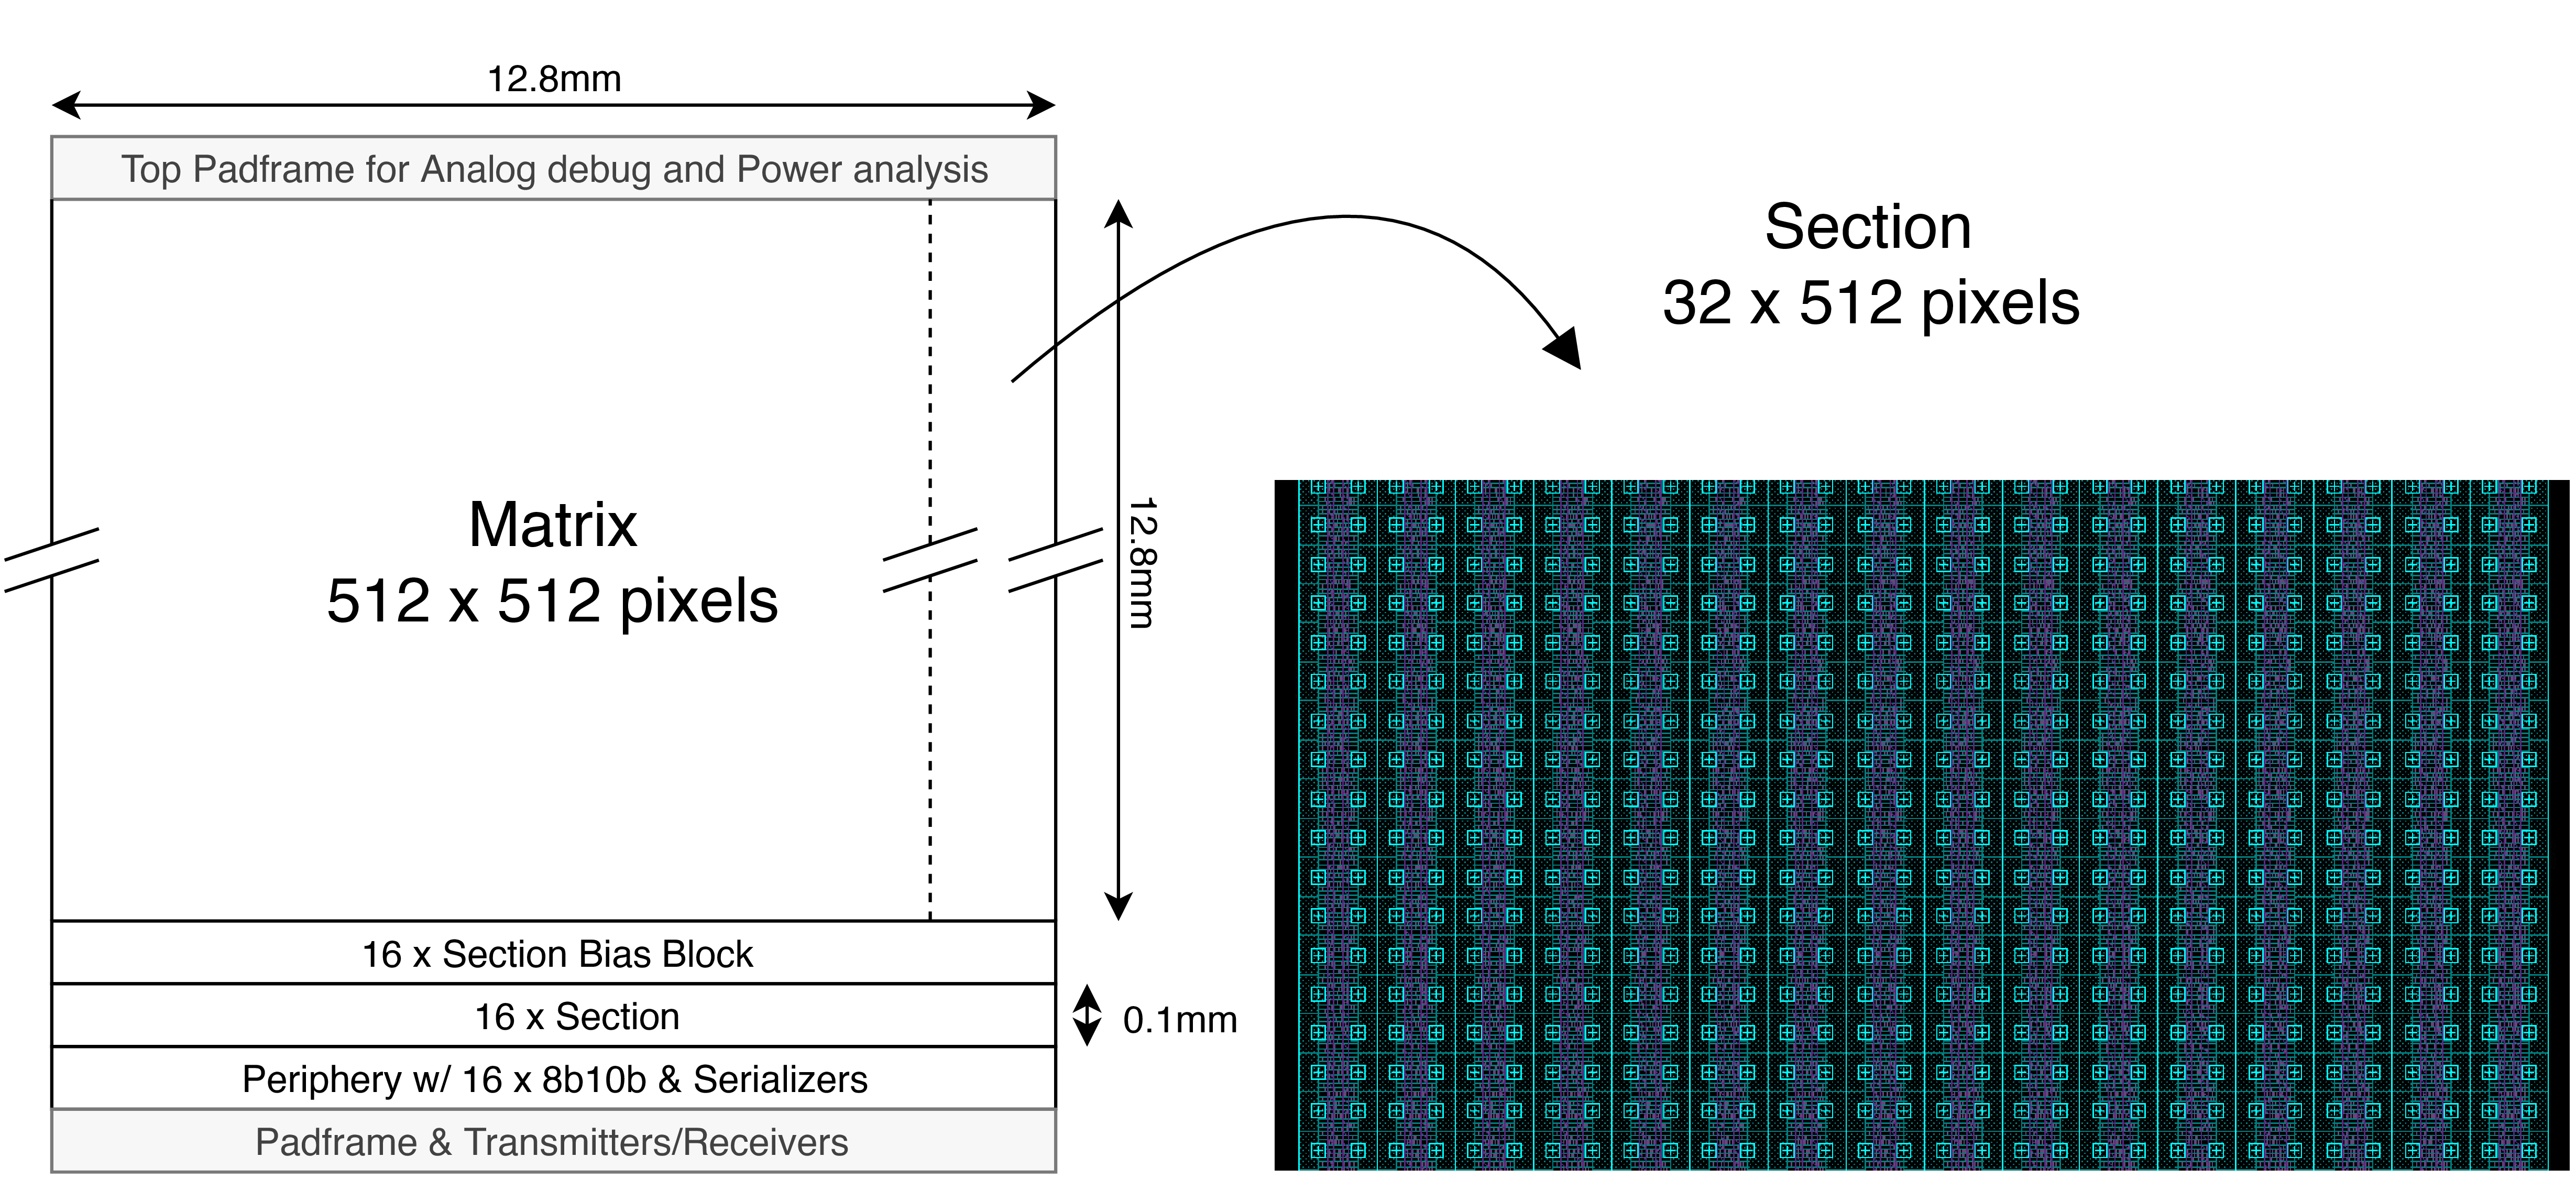 12.8mm
Top Padframe for Analog debug and Power analysis
Section
32 x 512 pixels
Matrix
512 x 512 pixels
12.8mm
16 x Section Bias Block
16 x Section
0.1mm
Periphery w/ 16 x 8b10b & Serializers
Padframe & Transmitters/Receivers